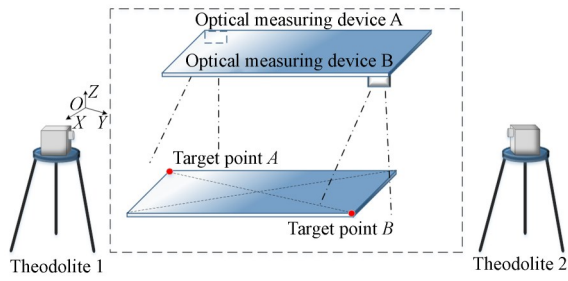 Optical measuring device A
Optical measuring device B
Z
O
X Y
Target point A
Target point B
Theodolite 1
Theodolite 2